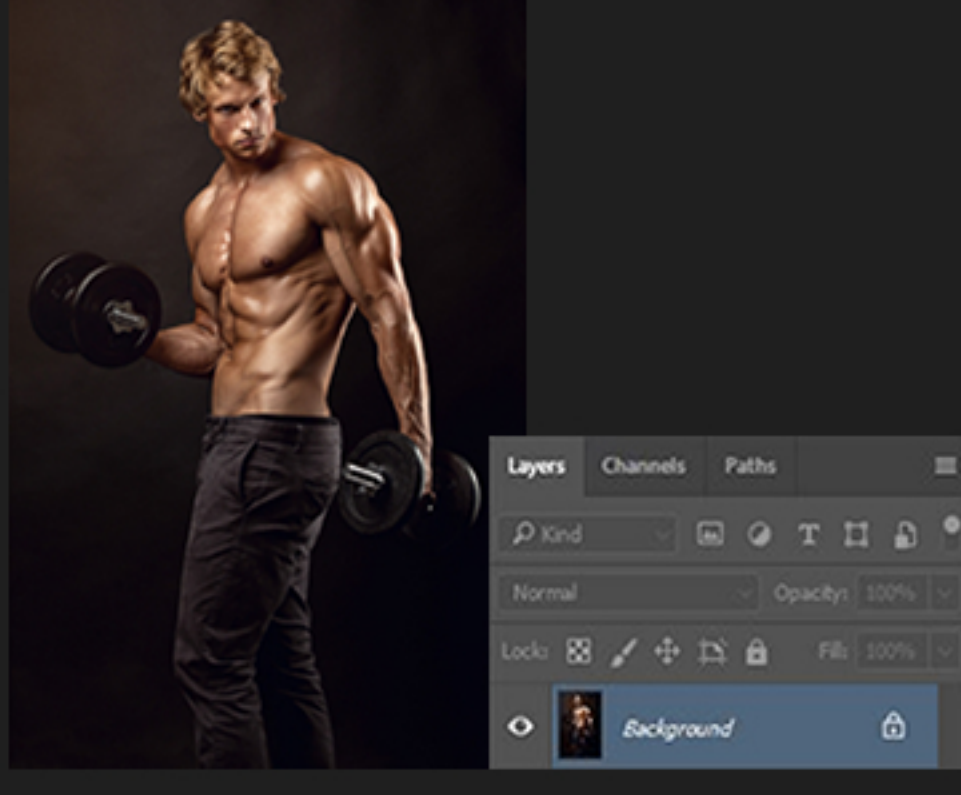 Layers Channels Paths
Kind
Normal Opacity: 100%
Lock: Fill: 100%
Background